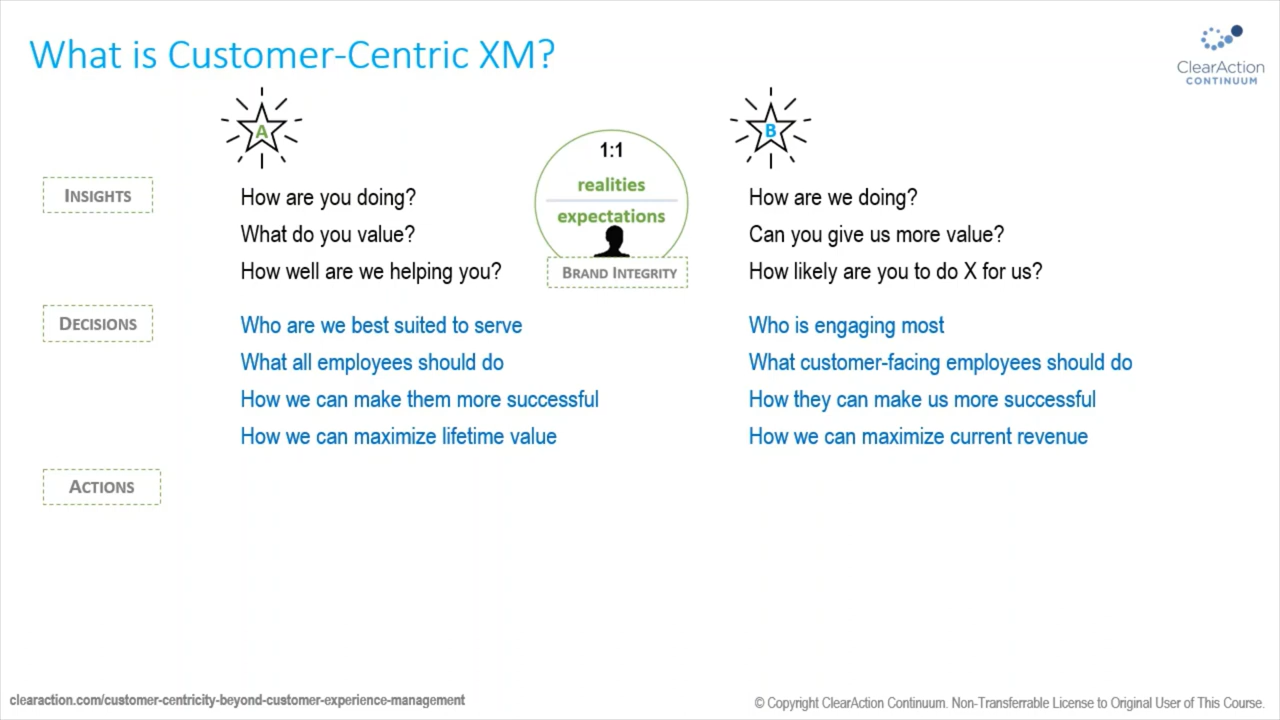 What is Customer-Centric XM?
ClearAction
CONTINUUM
A
B
1:1
realities
expectations
BRAND INTEGRITY
INSIGHTS
How are you doing?
What do you value?
How well are we helping you?
How are we doing?
Can you give us more value?
How likely are you to do X for us?
DECISIONS
Who are we best suited to serve
What all employees should do
How we can make them more successful
How we can maximize lifetime value
Who is engaging most
What customer-facing employees should do
How they can make us more successful
How we can maximize current revenue
ACTIONS
clearaction.com/customer-centricity-beyond-customer-experience-management
© Copyright ClearAction Continuum. Non-Transferrable License to Original User of This Course.